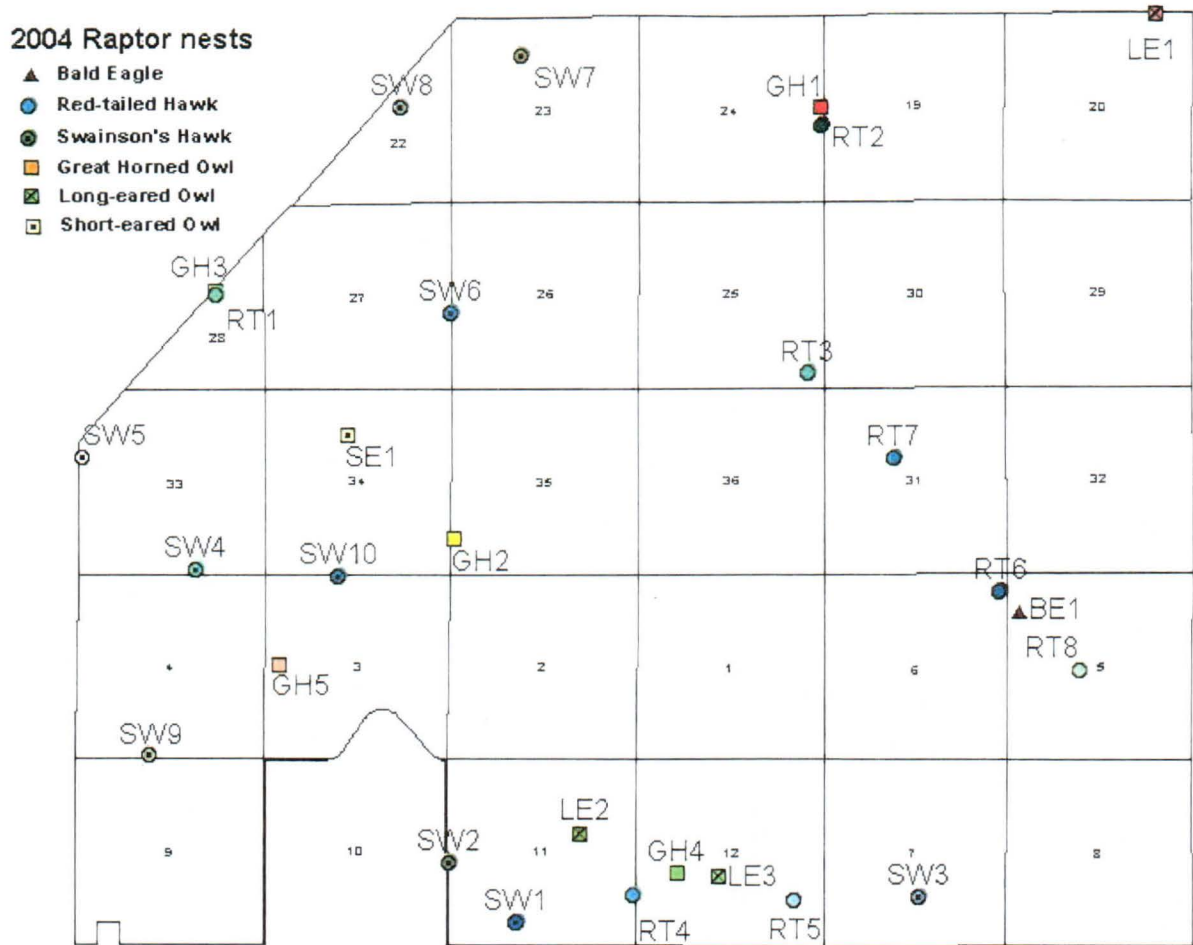 2004 Raptor nests
Bald Eagle
Red-tailed Hawk
Swainson's Hawk
Great Horned Owl
Long-eared Owl
Short-eared Owl
LE1
SW7
SW8
GH1
23
24
19
20
22
RT2
GH3
SW6
27
26
25
30
29
RT1
28
RT3
SW5
SE1
RT7
33
34
35
36
31
32
SW4
SW10
GH2
RT6
BE1
RT8
4
3
2
1
6
5
GH5
SW9
LE2
SW2
GH4
9
10
11
12
7
8
LE3
SW3
SW1
RT4
RT5